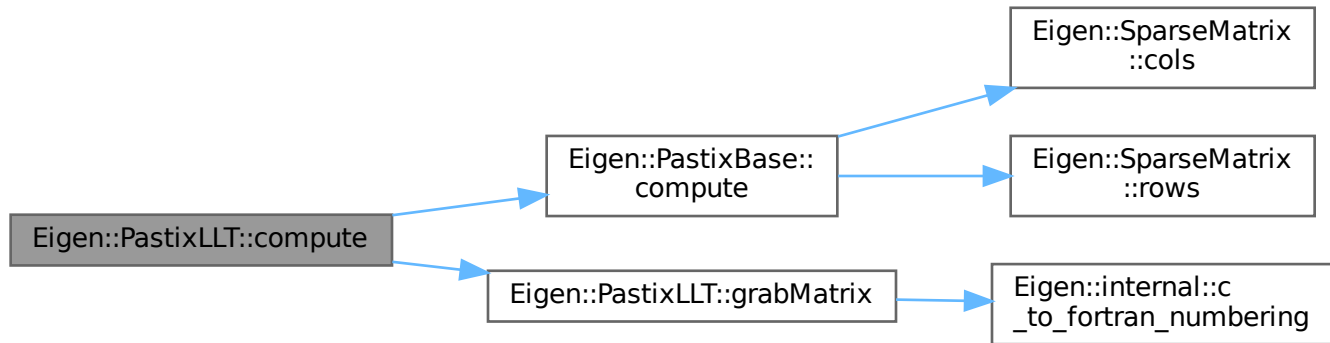 Eigen::PastixLLT::compute
Eigen::PastixBase::
compute
Eigen::SparseMatrix
::cols
Eigen::SparseMatrix
::rows
Eigen::PastixLLT::grabMatrix
Eigen::internal::c
_to_fortran_numbering